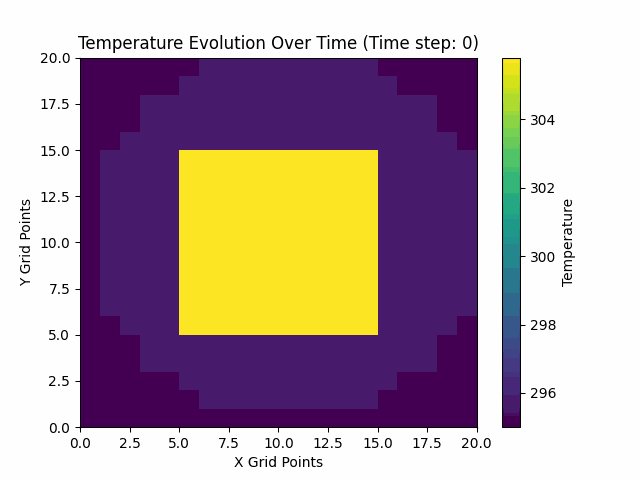 Temperature Evolution Over Time (Time step: 0)
20.0
17.5
15.0
12.5
10.0
7.5
5.0
2.5
0.0
Y Grid Points
0.0 2.5 5.0 7.5 10.0 12.5 15.0 17.5 20.0
X Grid Points
304
302
300
298
296
Temperature